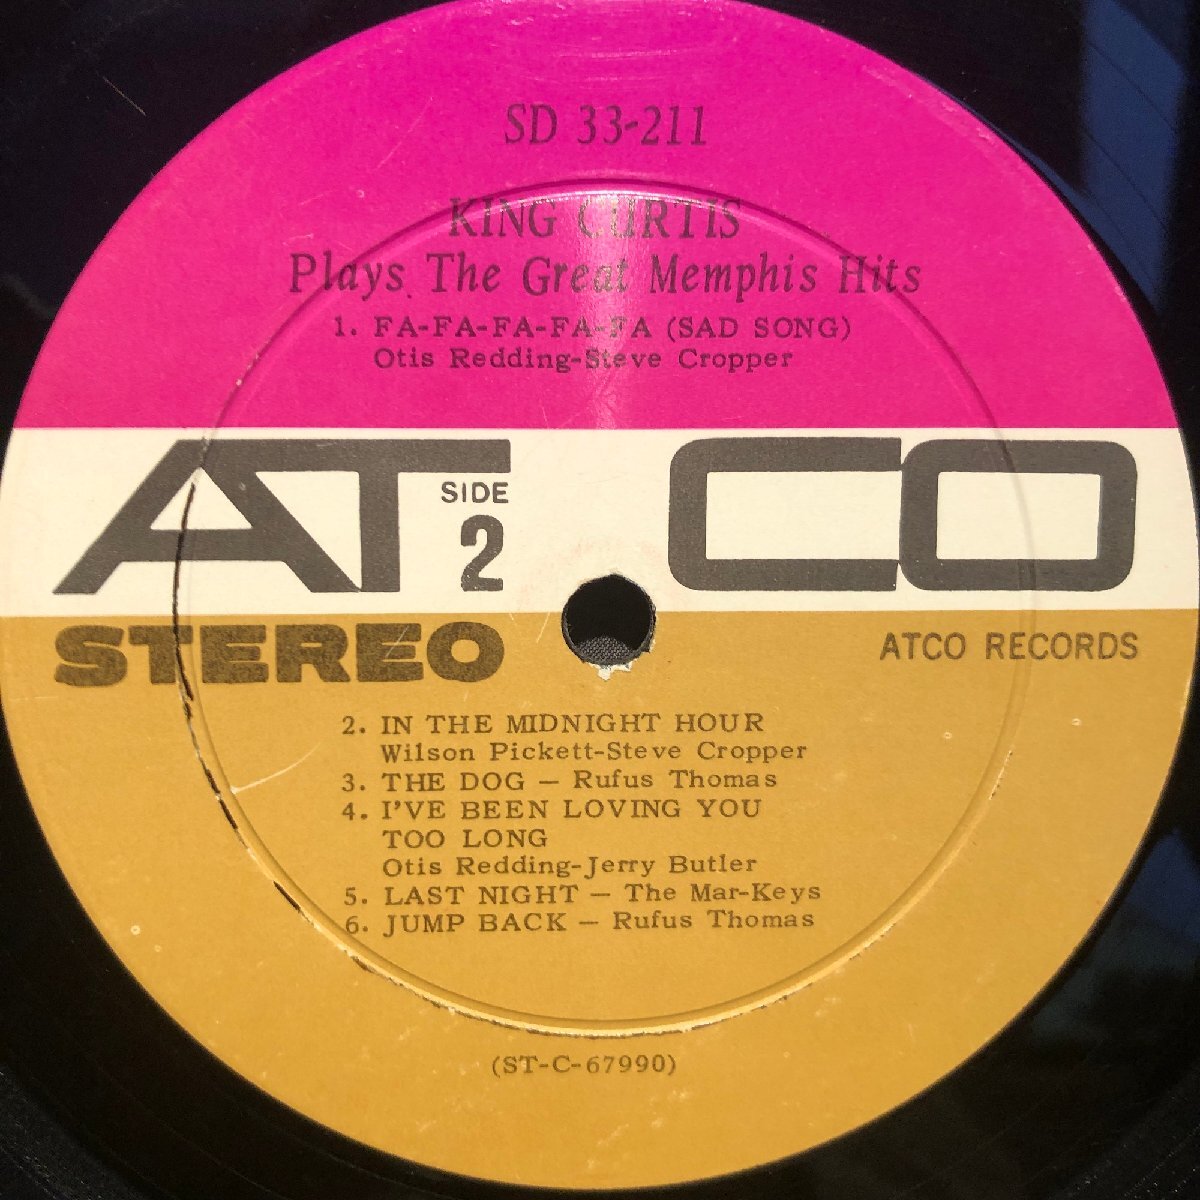 SD 33-211
KING CURTIS
Plays The Great Memphis Hits
1. FA-FA-FA-FA-FA (SAD SONG)
Otis Redding-Steve Cropper
ATCO
SIDE
2
STEREO
ATCO RECORDS
2. IN THE MIDNIGHT HOUR
Wilson Pickett-Steve Cropper
3. THE DOG — Rufus Thomas
4. I'VE BEEN LOVING YOU
TOO LONG
Otis Redding-Jerry Butler
5. LAST NIGHT — The Mar-Keys
6. JUMP BACK — Rufus Thomas
(ST-C-67990)